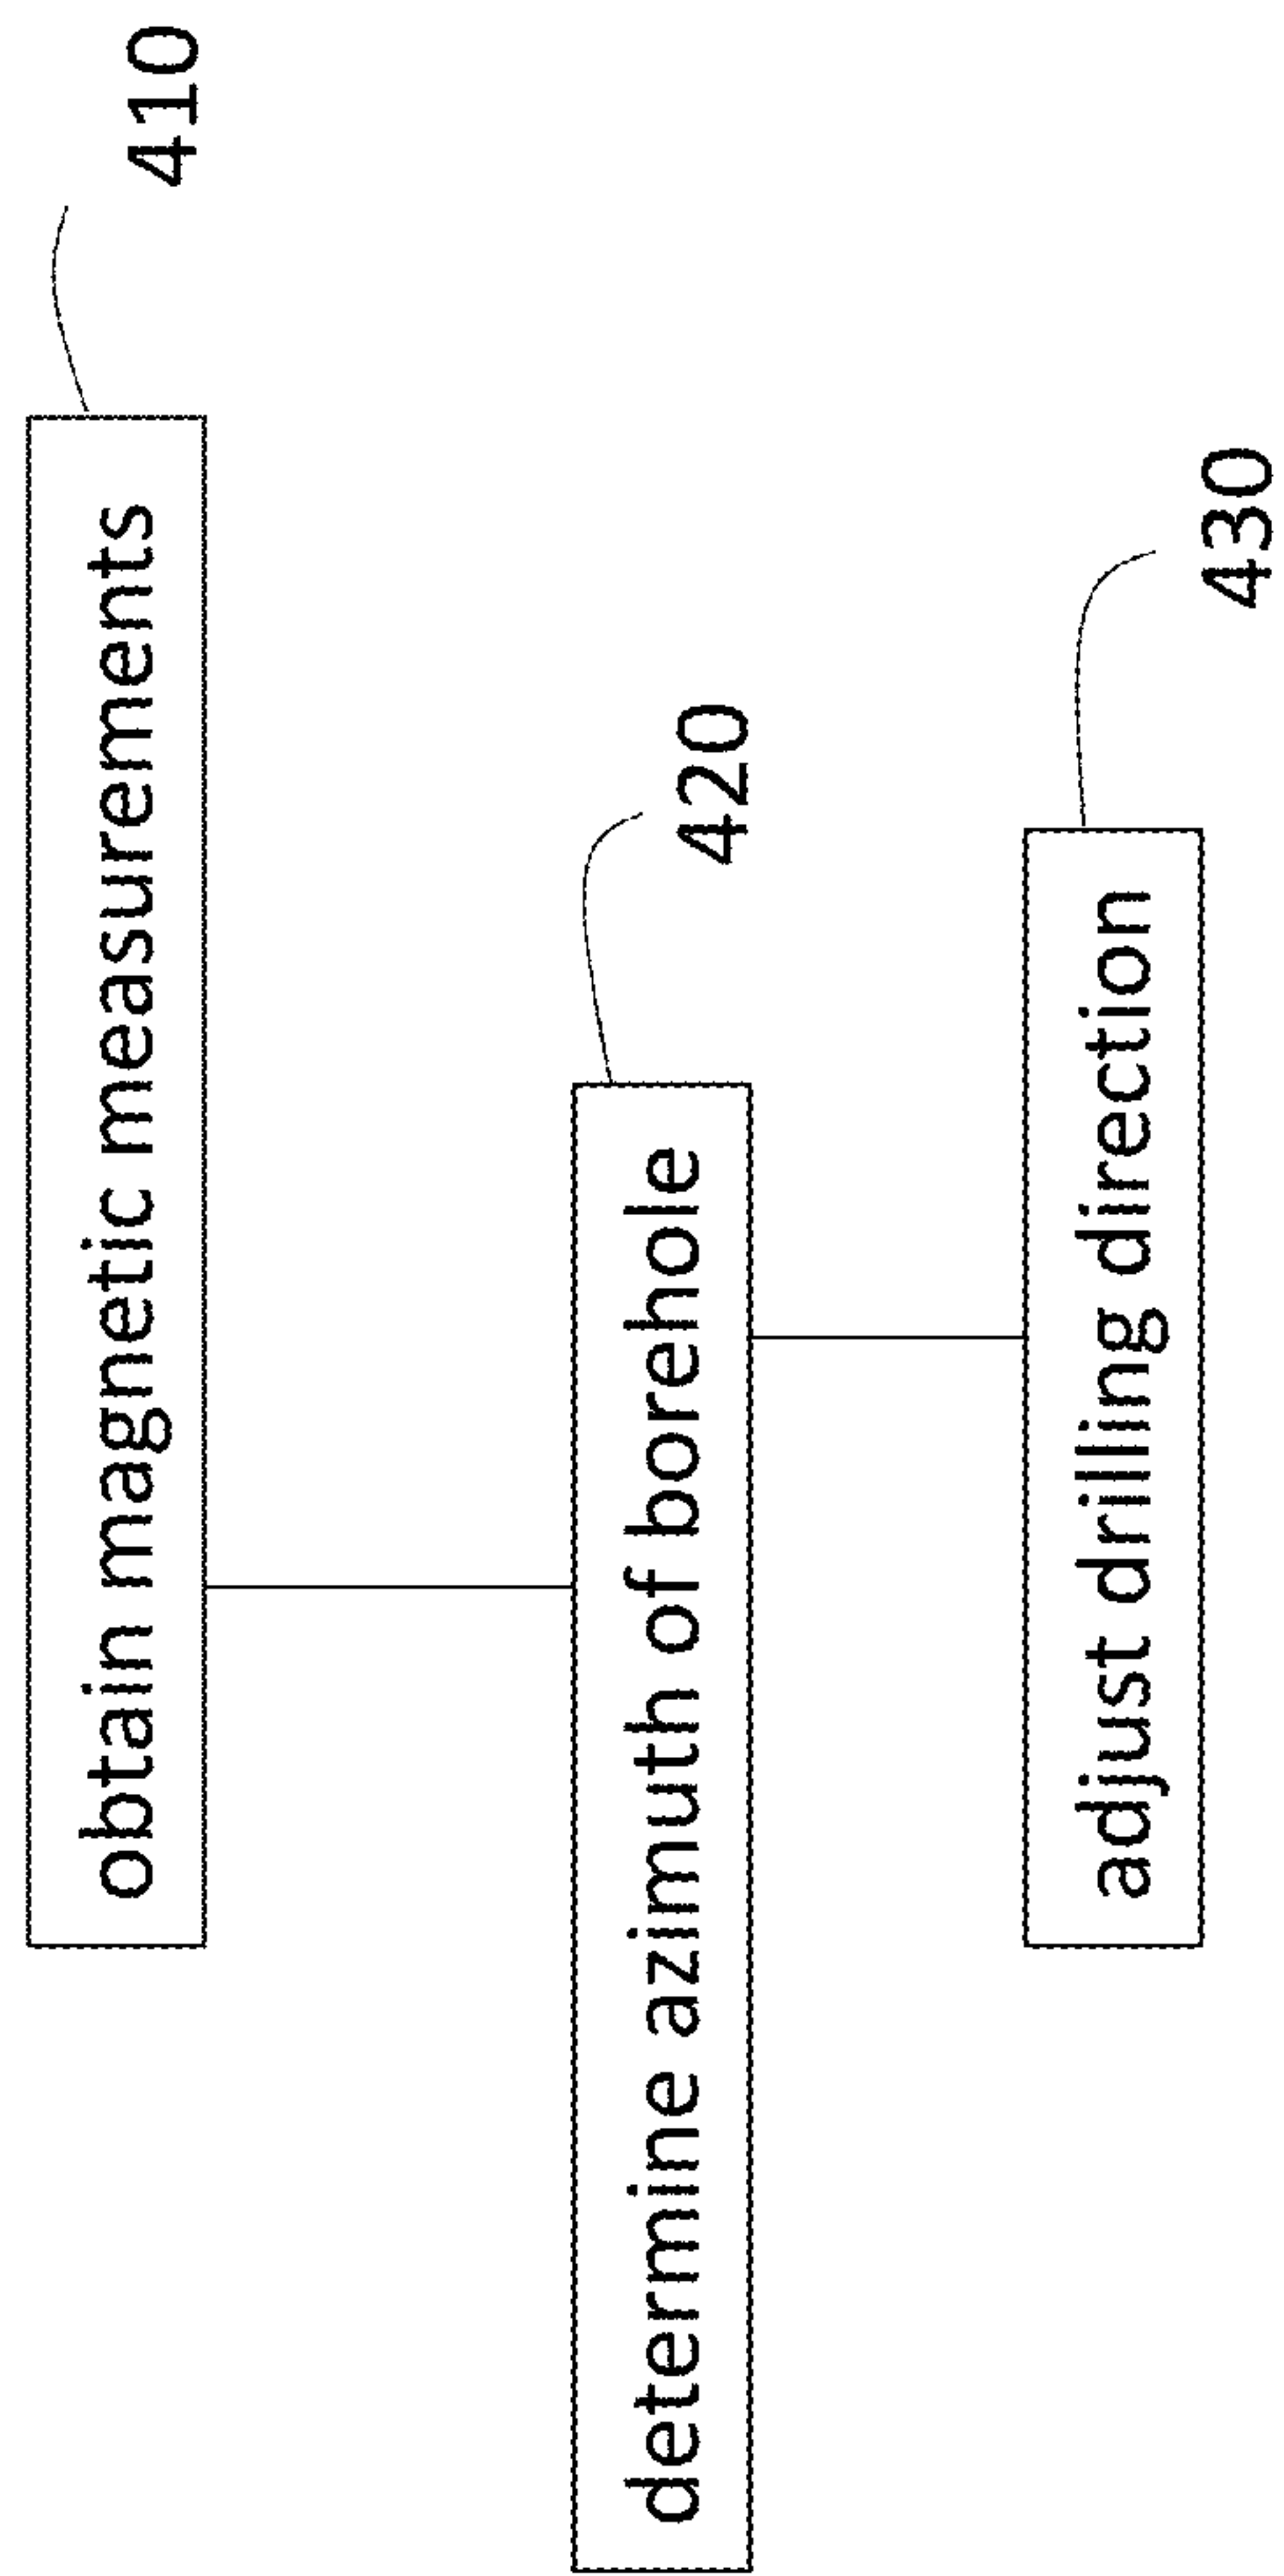 obtain magnetic measurements
410
determine azimuth of borehole
420
adjust drilling direction
430